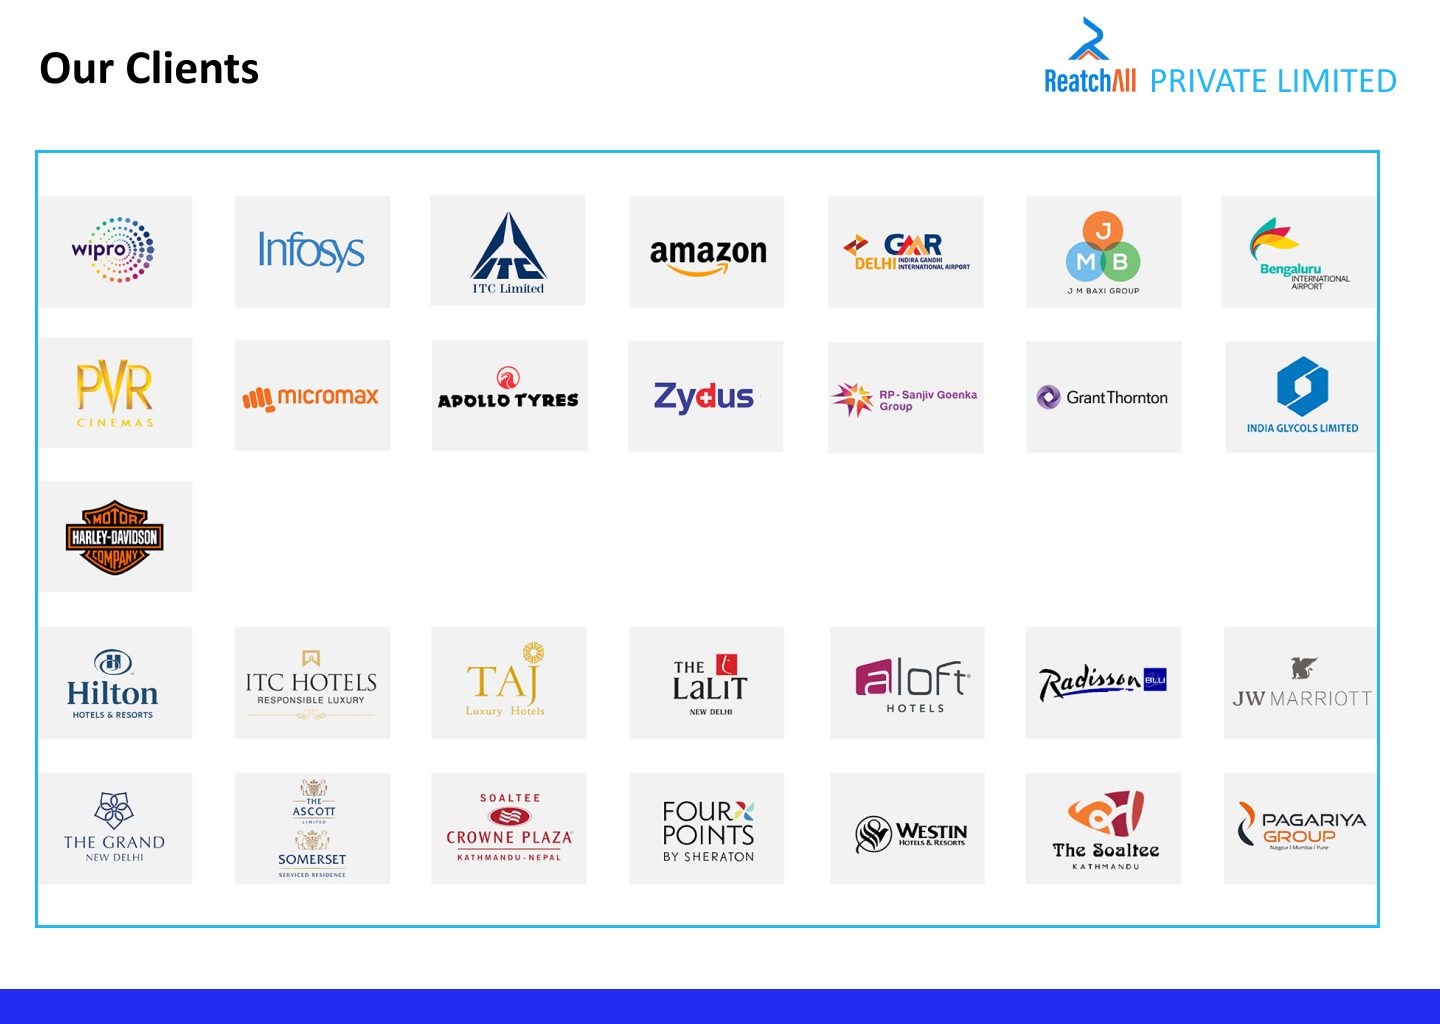 Our Clients
ReatchAll PRIVATE LIMITED
wipro
Infosys
ITC
ITC Limited
amazon
GMR
DELHI INDIRA GANDHI
INTERNATIONAL AIRPORT
J
M B
J M BAXI GROUP
Bengaluru
INTERNATIONAL
AIRPORT
PVR
CINEMAS
micromax
APOLLO TYRES
Zydus
RP - Sanjiv Goenka
Group
Grant Thornton
INDIA GLYCOLS LIMITED
MOTOR
HARLEY-DAVIDSON
COMPANY
H
Hilton
HOTELS & RESORTS
ITC HOTELS
RESPONSIBLE LUXURY
TAJ
Luxury Hotels
THE
LaLiT
NEW DELHI
aloft
HOTELS
Radisson BLU
JW MARRIOTT
THE GRAND
NEW DELHI
THE
ASCOTT
LIMITED
SOMERSET
SERVICED RESIDENCE
SOALTEE
CROWNE PLAZA
KATHMANDU - NEPAL
FOUR
POINTS
BY SHERATON
WESTIN
HOTELS & RESORTS
The Soaltee
KATHMANDU
PAGARIYA
GROUP
Nagpur | Mumbai | Pune